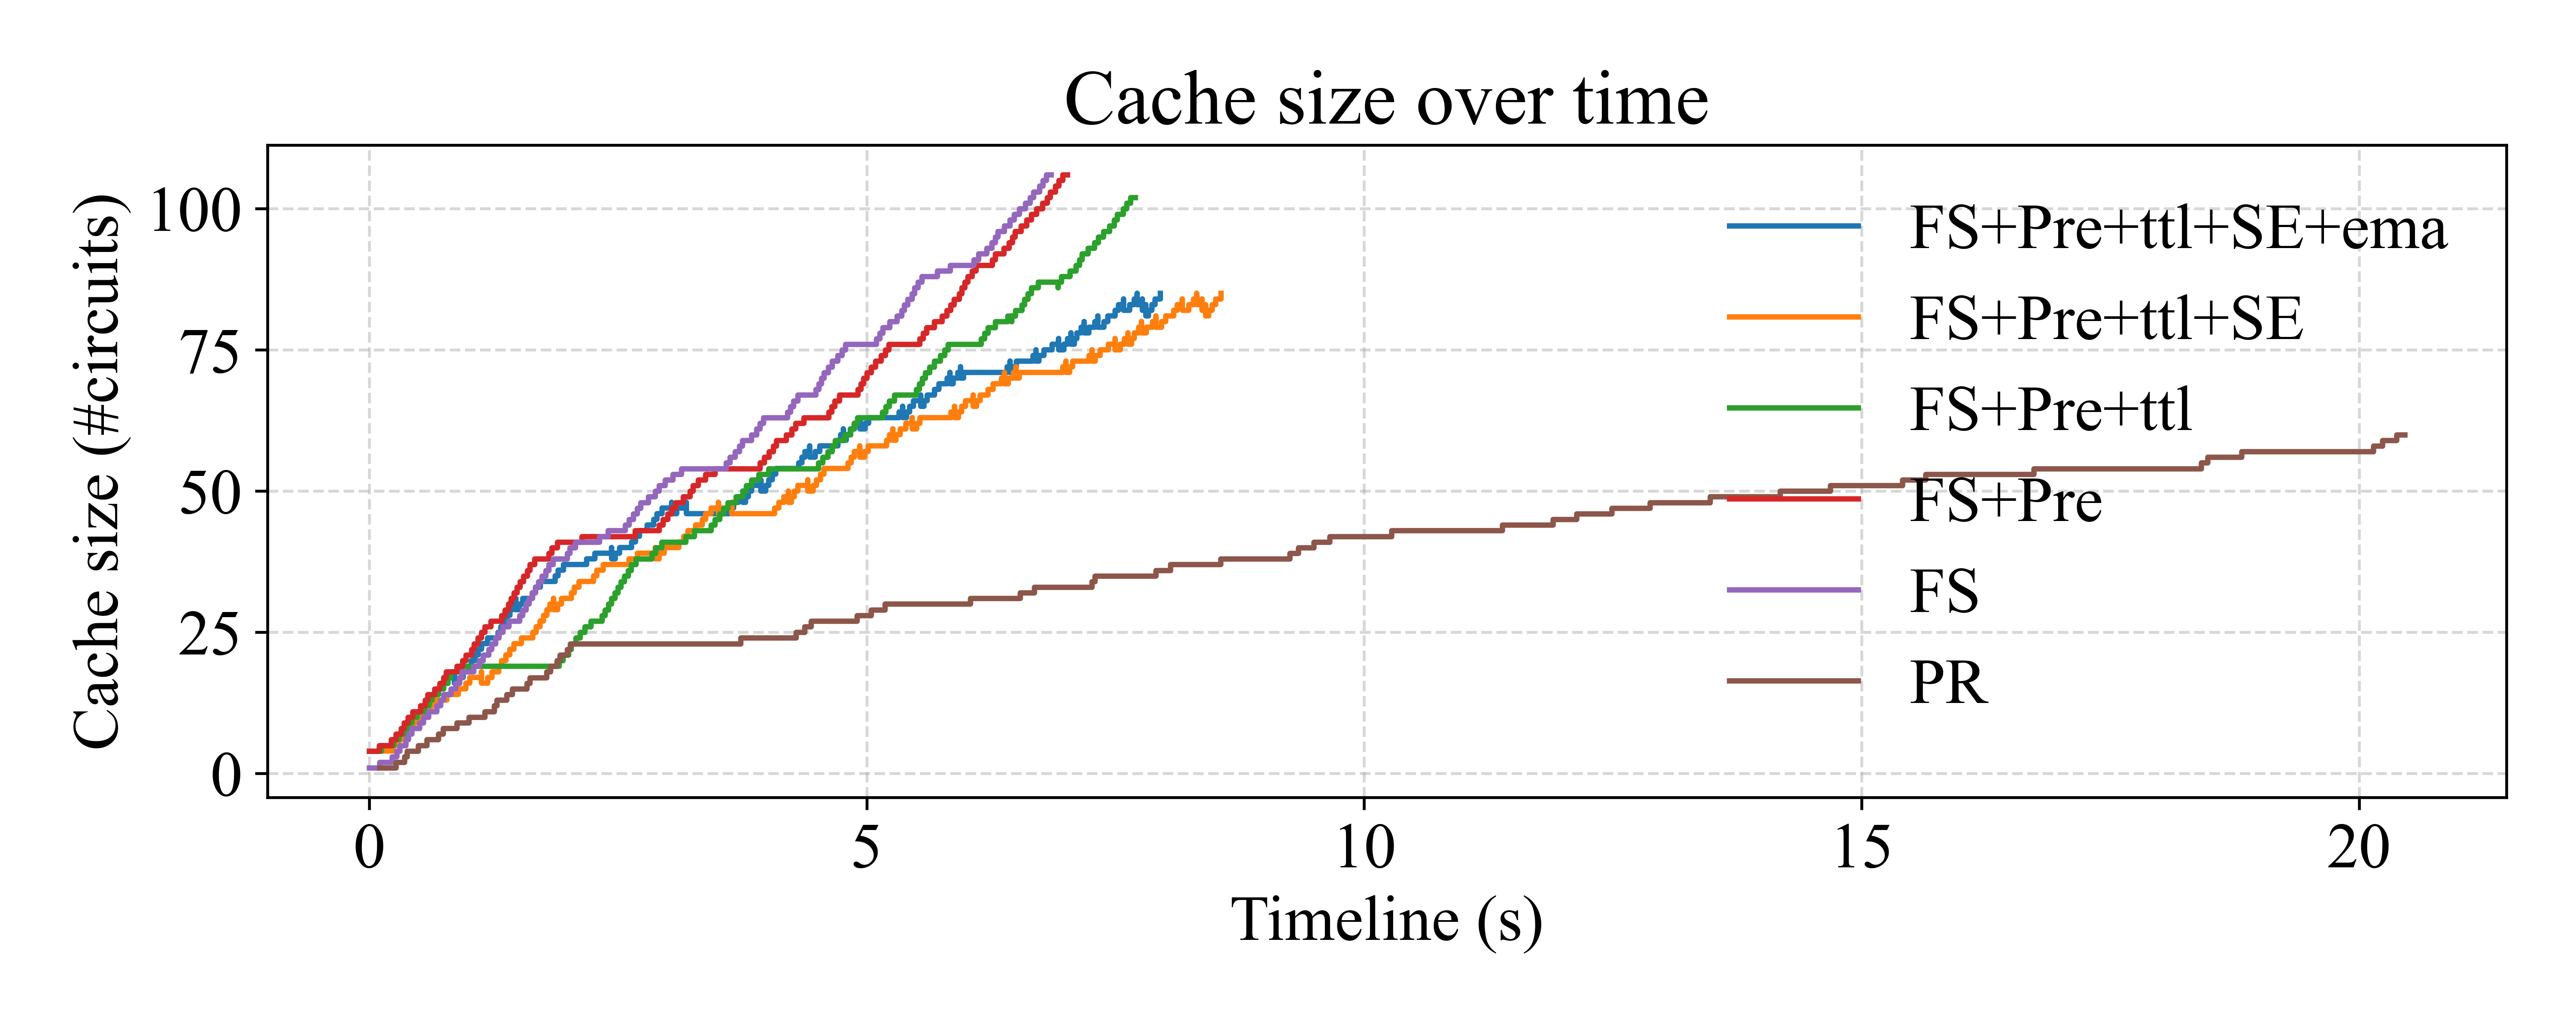 Cache size over time
Cache size (#circuits)
100
75
50
25
0
FS+Pre+ttl+SE+ema
FS+Pre+ttl+SE
FS+Pre+ttl
FS+Pre
FS
PR
0 5 10 15 20
Timeline (s)